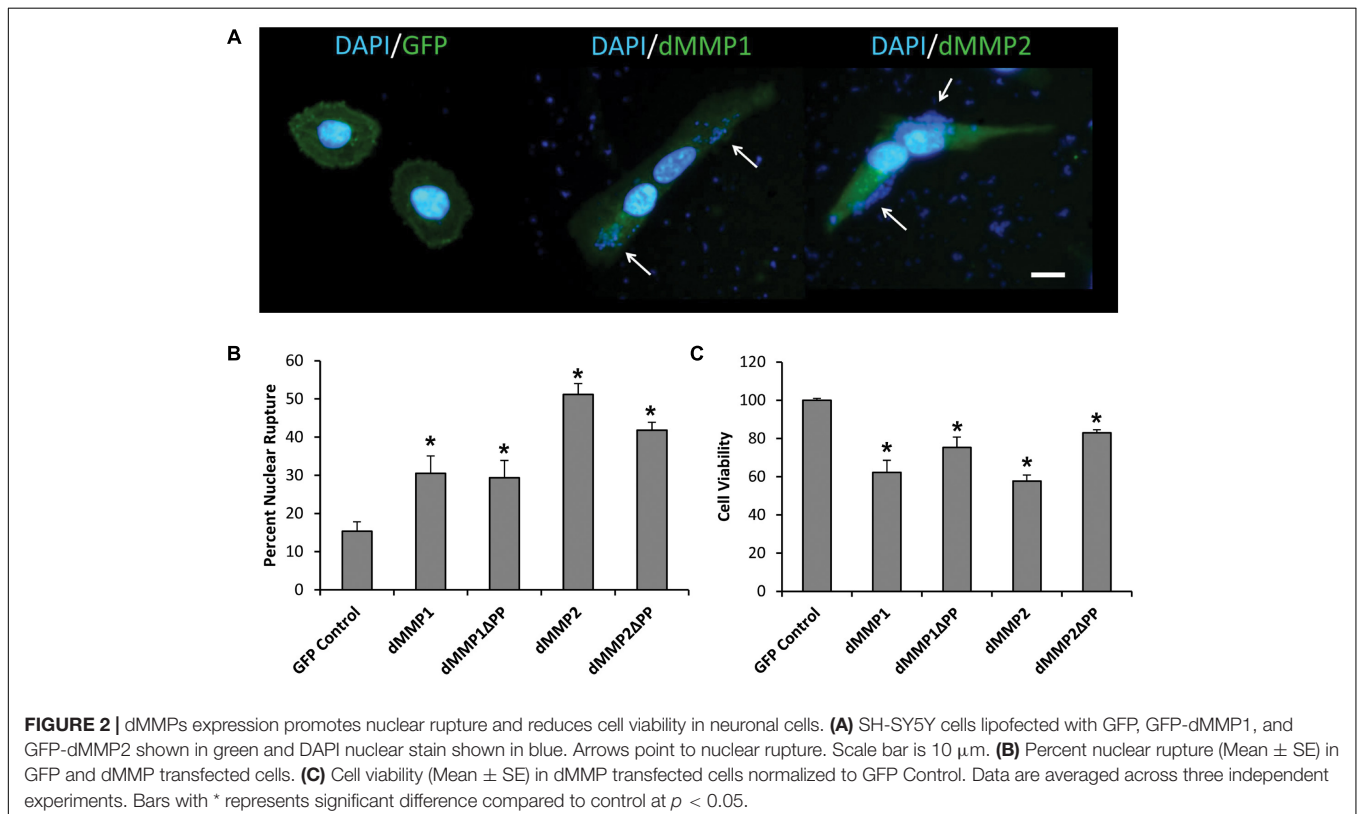 A
DAPI/GFP
DAPI/dMMP1
DAPI/dMMP2
B
Percent Nuclear Rupture
60
50
40
30
20
10
0
*
*
*
*
GFP Control
dMMP1
dMMP1ΔPP
dMMP2
dMMP2ΔPP
C
Cell Viability
120
100
80
60
40
20
0
*
*
*
*
GFP Control
dMMP1
dMMP1ΔPP
dMMP2
dMMP2ΔPP
FIGURE 2 | dMMPs expression promotes nuclear rupture and reduces cell viability in neuronal cells. (A) SH-SY5Y cells lipofected with GFP, GFP-dMMP1, and
GFP-dMMP2 shown in green and DAPI nuclear stain shown in blue. Arrows point to nuclear rupture. Scale bar is 10 μm. (B) Percent nuclear rupture (Mean ± SE) in
GFP and dMMP transfected cells. (C) Cell viability (Mean ± SE) in dMMP transfected cells normalized to GFP Control. Data are averaged across three independent
experiments. Bars with * represents significant difference compared to control at p < 0.05.